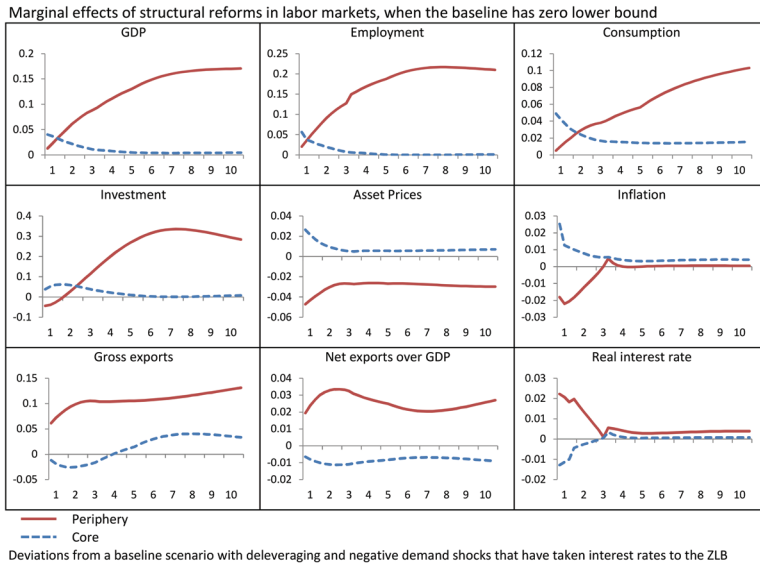 Marginal effects of structural reforms in labor markets, when the baseline has zero lower bound
GDP
0.2
0.15
0.1
0.05
0
1 2 3 4 5 6 7 8 9 10
Employment
0.25
0.2
0.15
0.1
0.05
0
1 2 3 4 5 6 7 8 9 10
Consumption
0.12
0.1
0.08
0.06
0.04
0.02
0
1 2 3 4 5 6 7 8 9 10
Investment
0.4
0.3
0.2
0.1
0
-0.1
1 2 3 4 5 6 7 8 9 10
Asset Prices
0.04
0.02
0
-0.02
-0.04
-0.06
1 2 3 4 5 6 7 8 9 10
Inflation
0.03
0.02
0.01
0
-0.01
-0.02
-0.03
1 2 3 4 5 6 7 8 9 10
Gross exports
0.15
0.1
0.05
0
-0.05
1 2 3 4 5 6 7 8 9 10
Net exports over GDP
0.04
0.03
0.02
0.01
0
-0.01
-0.02
1 2 3 4 5 6 7 8 9 10
Real interest rate
0.03
0.02
0.01
0
-0.01
-0.02
1 2 3 4 5 6 7 8 9 10
Periphery
Core
Deviations from a baseline scenario with deleveraging and negative demand shocks that have taken interest rates to the ZLB